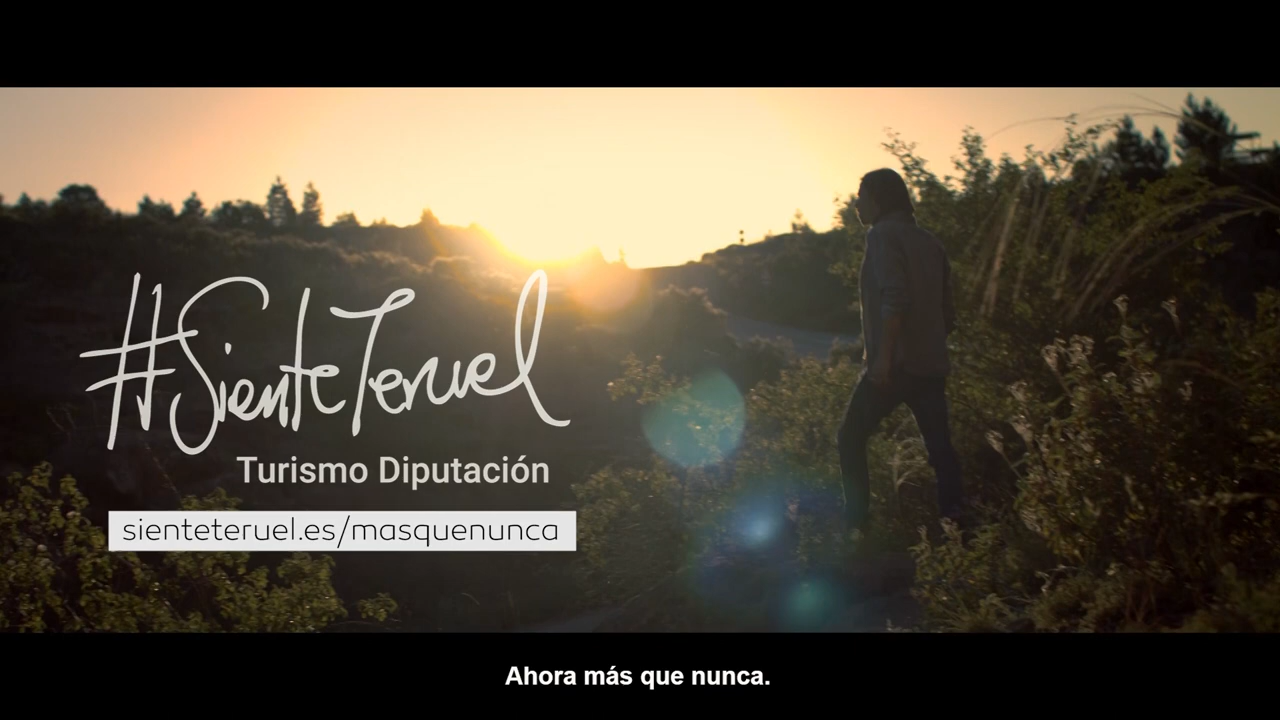 #SienteTeruel
Turismo Diputación
sienteteruel.es/masquenunca
Ahora más que nunca.